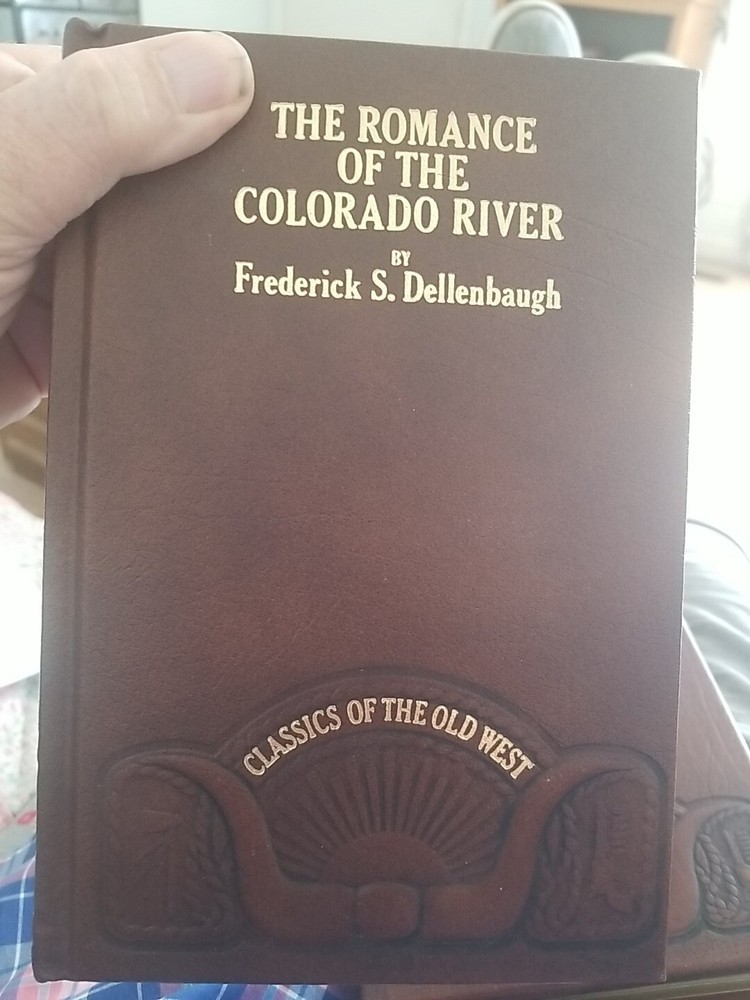 THE ROMANCE
OF THE
COLORADO RIVER
BY
Frederick S. Dellenbaugh
CLASSICS OF THE OLD WEST